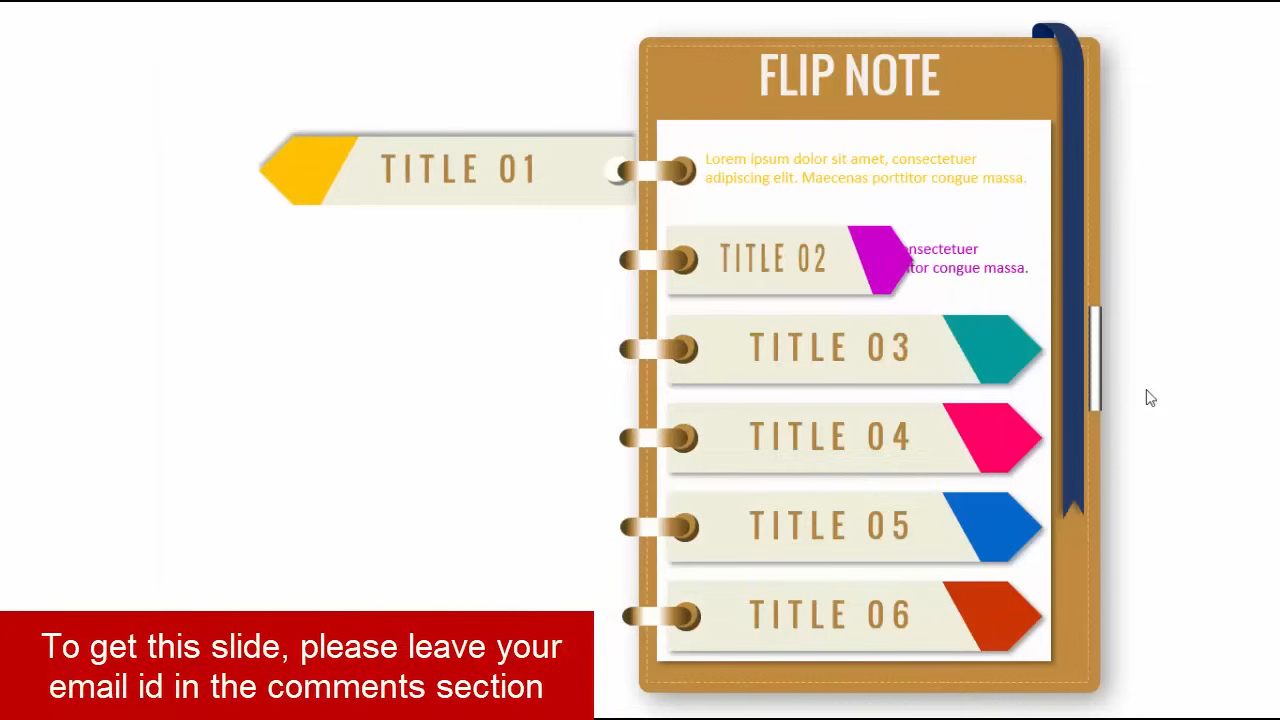 FLIP NOTE
TITLE 01
Lorem ipsum dolor sit amet, consectetuer
adipiscing elit. Maecenas porttitor congue massa.
TITLE 02
congue massa.
TITLE 03
TITLE 04
TITLE 05
TITLE 06
To get this slide, please leave your
email id in the comments section